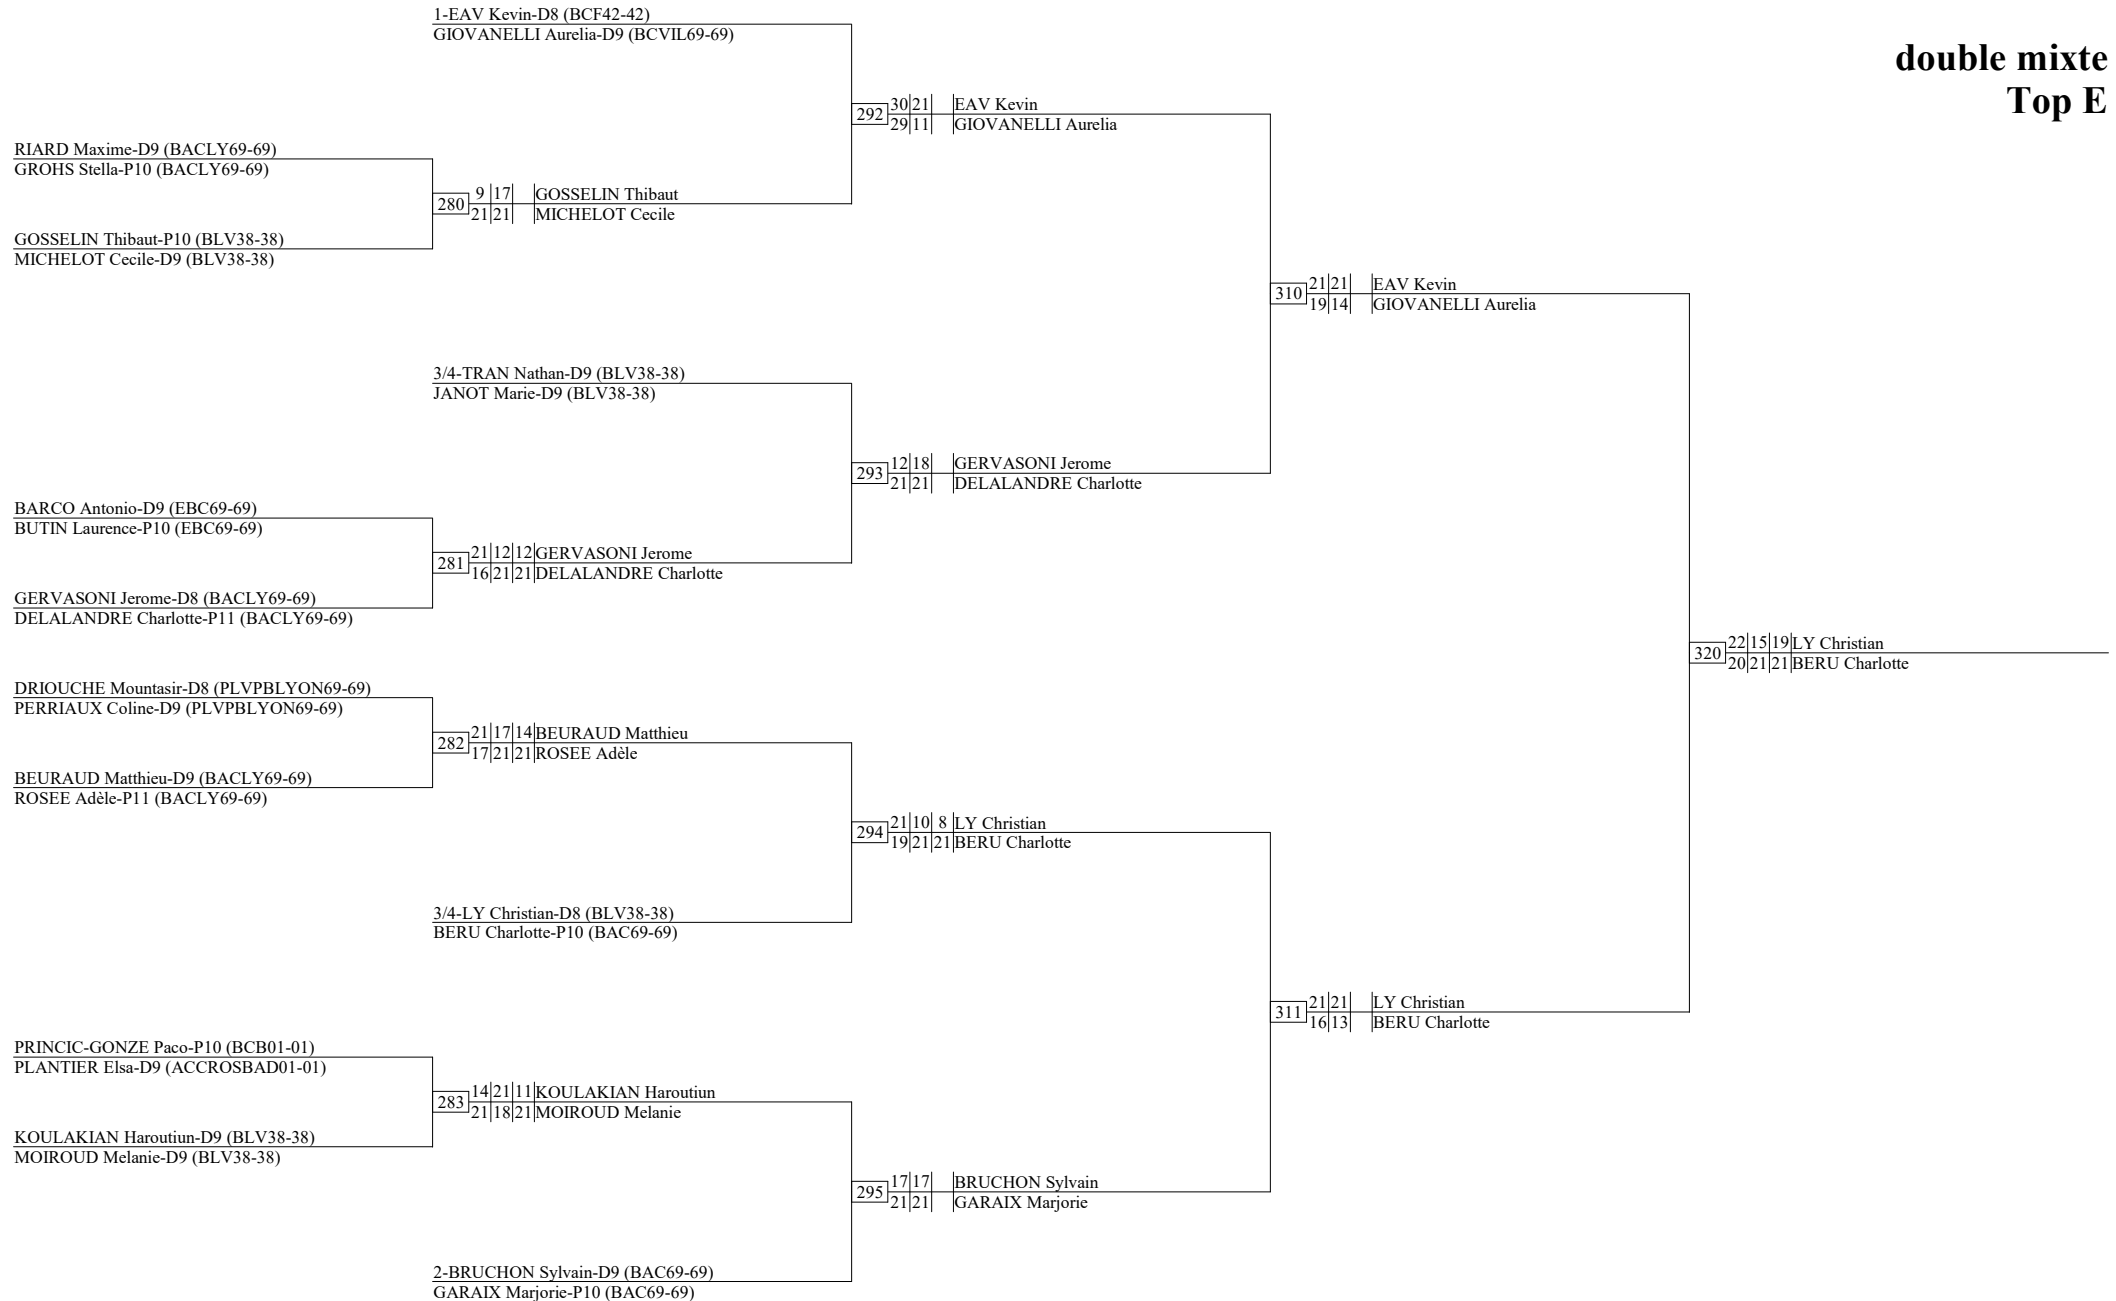 double mixte
Top E
1-EAV Kevin-D8 (BCF42-42)
GIOVANELLI Aurelia-D9 (BCVIL69-69)
292 30 21 EAV Kevin
29 11 GIOVANELLI Aurelia
RIARD Maxime-D9 (BACLY69-69)
GROHS Stella-P10 (BACLY69-69)
280 9 17 GOSSELIN Thibaut
21 21 MICHELOT Cecile
GOSSELIN Thibaut-P10 (BLV38-38)
MICHELOT Cecile-D9 (BLV38-38)
310 21 21 EAV Kevin
19 14 GIOVANELLI Aurelia
3/4-TRAN Nathan-D9 (BLV38-38)
JANOT Marie-D9 (BLV38-38)
293 12 18 GERVASONI Jerome
21 21 DELALANDRE Charlotte
BARCO Antonio-D9 (EBC69-69)
BUTIN Laurence-P10 (EBC69-69)
281 21 12 12 GERVASONI Jerome
16 21 21 DELALANDRE Charlotte
GERVASONI Jerome-D8 (BACLY69-69)
DELALANDRE Charlotte-P11 (BACLY69-69)
320 22 15 19 LY Christian
20 21 21 BERU Charlotte
DRIOUCHE Mountasir-D8 (PLVPBLYON69-69)
PERRIAUX Coline-D9 (PLVPBLYON69-69)
282 21 17 14 BEURAUD Matthieu
17 21 21 ROSEE Adèle
BEURAUD Matthieu-D9 (BACLY69-69)
ROSEE Adèle-P11 (BACLY69-69)
294 21 10 8 LY Christian
19 21 21 BERU Charlotte
3/4-LY Christian-D8 (BLV38-38)
BERU Charlotte-P10 (BAC69-69)
311 21 21 LY Christian
16 13 BERU Charlotte
PRINCIC-GONZE Paco-P10 (BCB01-01)
PLANTIER Elsa-D9 (ACCROSBAD01-01)
283 14 21 11 KOULAKIAN Haroutiun
21 18 21 MOIROUD Melanie
KOULAKIAN Haroutiun-D9 (BLV38-38)
MOIROUD Melanie-D9 (BLV38-38)
295 17 17 BRUCHON Sylvain
21 21 GARAIX Marjorie
2-BRUCHON Sylvain-D9 (BAC69-69)
GARAIX Marjorie-P10 (BAC69-69)